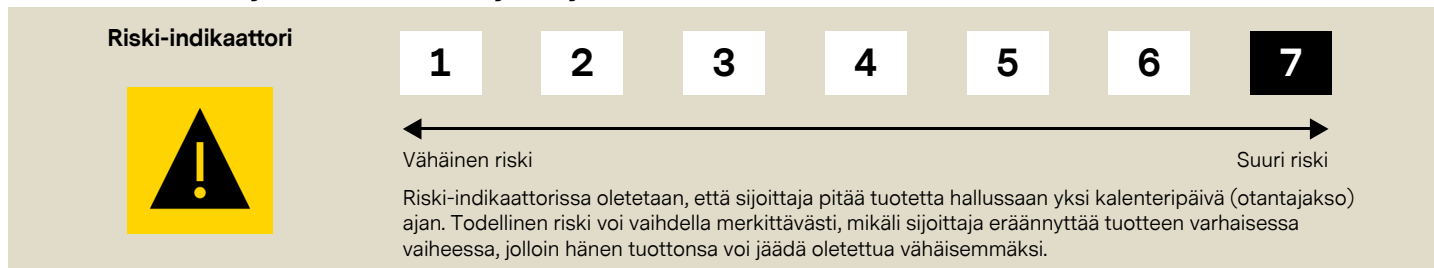 Riski-indikaattori
1 2 3 4 5 6 7
Vähäinen riski Suuri riski
Riski-indikaattorissa oletetaan, että sijoittaja pitää tuotetta hallussaan yksi kalenteripäivä (otantajakso)
ajan. Todellinen riski voi vaihdella merkittävästi, mikäli sijoittaja eräännyttää tuotteen varhaisessa
vaiheessa, jolloin hänen tuottonsa voi jäädä oletettua vähäisemmäksi.